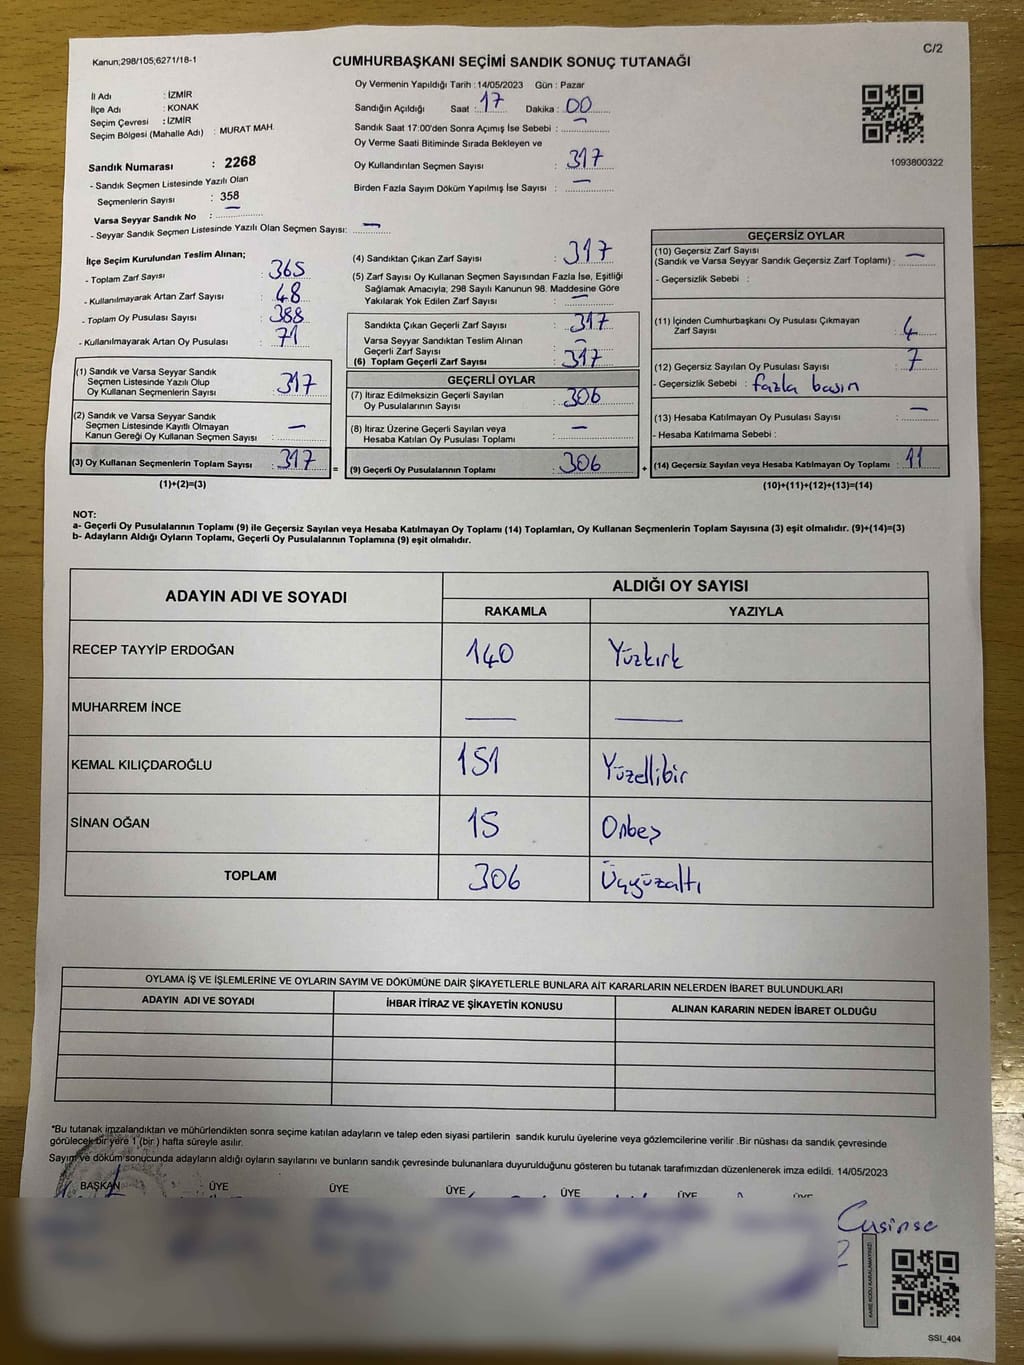 Kanun;298/105;6271/18-1
C/2
CUMHURBAŞKANI SEÇİMİ SANDIK SONUÇ TUTANAĞI
İl Adı : İZMİR
İlçe Adı : KONAK
Seçim Çevresi : İZMİR
Seçim Bölgesi (Mahalle Adı) : MURAT MAH.
Sandık Numarası : 2268
- Sandık Seçmen Listesinde Yazılı Olan
Seçmenlerin Sayısı : 358
Varsa Seyyar Sandık No : —
- Seyyar Sandık Seçmen Listesinde Yazılı Olan Seçmen Sayısı: —
Oy Vermenin Yapıldığı Tarih : 14/05/2023 Gün : Pazar
Sandığın Açıldığı Saat : 17 Dakika : 00
Sandık Saat 17:00'den Sonra Açımış İse Sebebi : —
Oy Verme Saati Bitiminde Sırada Bekleyen ve
Oy Kullandırılan Seçmen Sayısı : 317
Birden Fazla Sayım Döküm Yapılmış İse Sayısı : —
1093800322
İlçe Seçim Kurulundan Teslim Alınan;
- Toplam Zarf Sayısı : 365
- Kullanılmayarak Artan Zarf Sayısı : 48
- Toplam Oy Pusulası Sayısı : 388
- Kullanılmayarak Artan Oy Pusulası : 71
(1) Sandık ve Varsa Seyyar Sandık
Seçmen Listesinde Yazılı Olup
Oy Kullanan Seçmenlerin Sayısı : 317
(2) Sandık ve Varsa Seyyar Sandık
Seçmen Listesinde Kayıtlı Olmayan
Kanun Gereği Oy Kullanan Seçmen Sayısı : —
(3) Oy Kullanan Seçmenlerin Toplam Sayısı : 317
(1)+(2)=(3)
(4) Sandıktan Çıkan Zarf Sayısı : 317
(5) Zarf Sayısı Oy Kullanan Seçmen Sayısından Fazla İse, Eşitliği
Sağlamak Amacıyla; 298 Sayılı Kanunun 98. Maddesine Göre
Yakılarak Yok Edilen Zarf Sayısı : —
Sandıkta Çıkan Geçerli Zarf Sayısı : 317
Varsa Seyyar Sandıktan Teslim Alınan
Geçerli Zarf Sayısı : —
(6) Toplam Geçerli Zarf Sayısı : 317
GEÇERLİ OYLAR
(7) İtiraz Edilmeksizin Geçerli Sayılan
Oy Pusulalarının Sayısı : 306
(8) İtiraz Üzerine Geçerli Sayılan veya
Hesaba Katılan Oy Pusulası Toplamı : —
= (9) Geçerli Oy Pusulalarının Toplamı : 306
GEÇERSİZ OYLAR
(10) Geçersiz Zarf Sayısı
(Sandık ve Varsa Seyyar Sandık Geçersiz Zarf Toplamı) : —
- Geçersizlik Sebebi :
(11) İçinden Cumhurbaşkanı Oy Pusulası Çıkmayan
Zarf Sayısı : 4
(12) Geçersiz Sayılan Oy Pusulası Sayısı : 7
- Geçersizlik Sebebi : fazla basın
(13) Hesaba Katılmayan Oy Pusulası Sayısı : —
- Hesaba Katılmama Sebebi :
+ (14) Geçersiz Sayılan veya Hesaba Katılmayan Oy Toplamı : 11
(10)+(11)+(12)+(13)=(14)
NOT:
a- Geçerli Oy Pusulalarının Toplamı (9) ile Geçersiz Sayılan veya Hesaba Katılmayan Oy Toplamı (14) Toplamları, Oy Kullanan Seçmenlerin Toplam Sayısına (3) eşit olmalıdır. (9)+(14)=(3)
b- Adayların Aldığı Oyların Toplamı, Geçerli Oy Pusulalarının Toplamına (9) eşit olmalıdır.
ADAYIN ADI VE SOYADI
ALDIĞI OY SAYISI
RAKAMLA YAZIYLA
RECEP TAYYİP ERDOĞAN 140 Yüzkırk
MUHARREM İNCE — —
KEMAL KILIÇDAROĞLU 151 Yüzellibir
SİNAN OĞAN 15 Onbeş
TOPLAM 306 Üçyüzaltı
OYLAMA İŞ VE İŞLEMLERİNE VE OYLARIN SAYIM VE DÖKÜMÜNE DAİR ŞİKAYETLERLE BUNLARA AİT KARARLARIN NELERDEN İBARET BULUNDUKLARI
ADAYIN ADI VE SOYADI İHBAR İTİRAZ VE ŞİKAYETİN KONUSU ALINAN KARARIN NEDEN İBARET OLDUĞU
"Bu tutanak imzalandıktan ve mühürlendikten sonra seçime katılan adayların ve talep eden siyasi partilerin sandık kurulu üyelerine veya gözlemcilerine verilir .Bir nüshası da sandık çevresinde
görülecek bir yere 1 (bir ) hafta süreyle asılır.
Sayım ve döküm sonucunda adayların aldığı oyların sayılarını ve bunların sandık çevresinde bulunanlara duyurulduğunu gösteren bu tutanak tarafımızdan düzenlenerek imza edildi. 14/05/2023
BAŞKAN ÜYE ÜYE ÜYE ÜYE ÜYE
KARE KODU KARALAMAYINIZ!
SSI_404